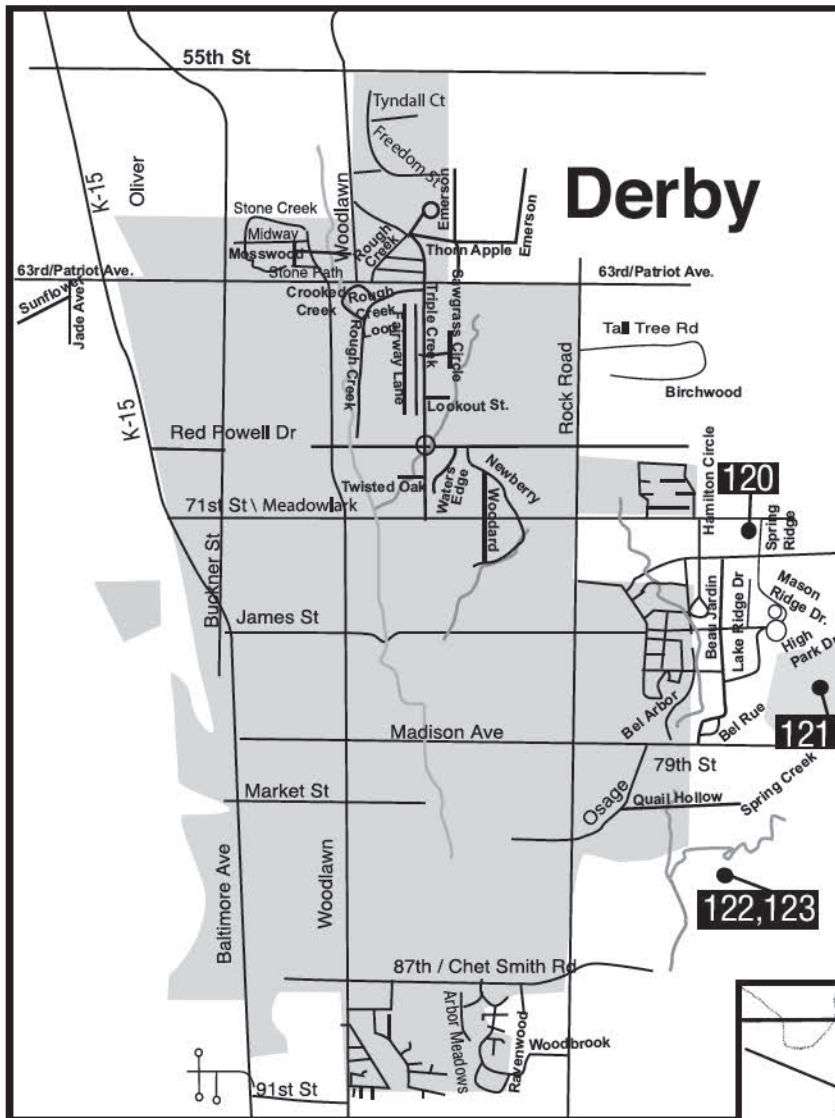 55th St
Tyndall Ct
Freedom St
Derby
K-15
Oliver
Woodlawn
Emerson
Emerson
Stone Creek
Midway
Mosswood
Stone Path
Rough
Creek
Thorn Apple
63rd/Patriot Ave.
63rd/Patriot Ave.
Sunflower
Jade Ave
Crooked
Creek
Rough
Creek
Loop
Rough Creek
Fairway Lane
Triple Creek
Sawgrass Circle
Tall Tree Rd
Birchwood
Rock Road
K-15
Lookout St.
Red Powell Dr
Twisted Oak
Waters
Edge
Newberry
Woodard
Hamilton Circle
120
71st St \ Meadowlark
Spring
Ridge
Buckner St
James St
Beau Jardin
Lake Ridge Dr
Mason
Ridge Dr.
High
Park Dr
Bel Arbor
Bel Rue
121
Madison Ave
79th St
Market St
Osage
Quail Hollow
Spring Creek
Baltimore Ave
Woodlawn
122,123
87th / Chet Smith Rd
Arbor Meadows
Ravenwood
Woodbrook
91st St